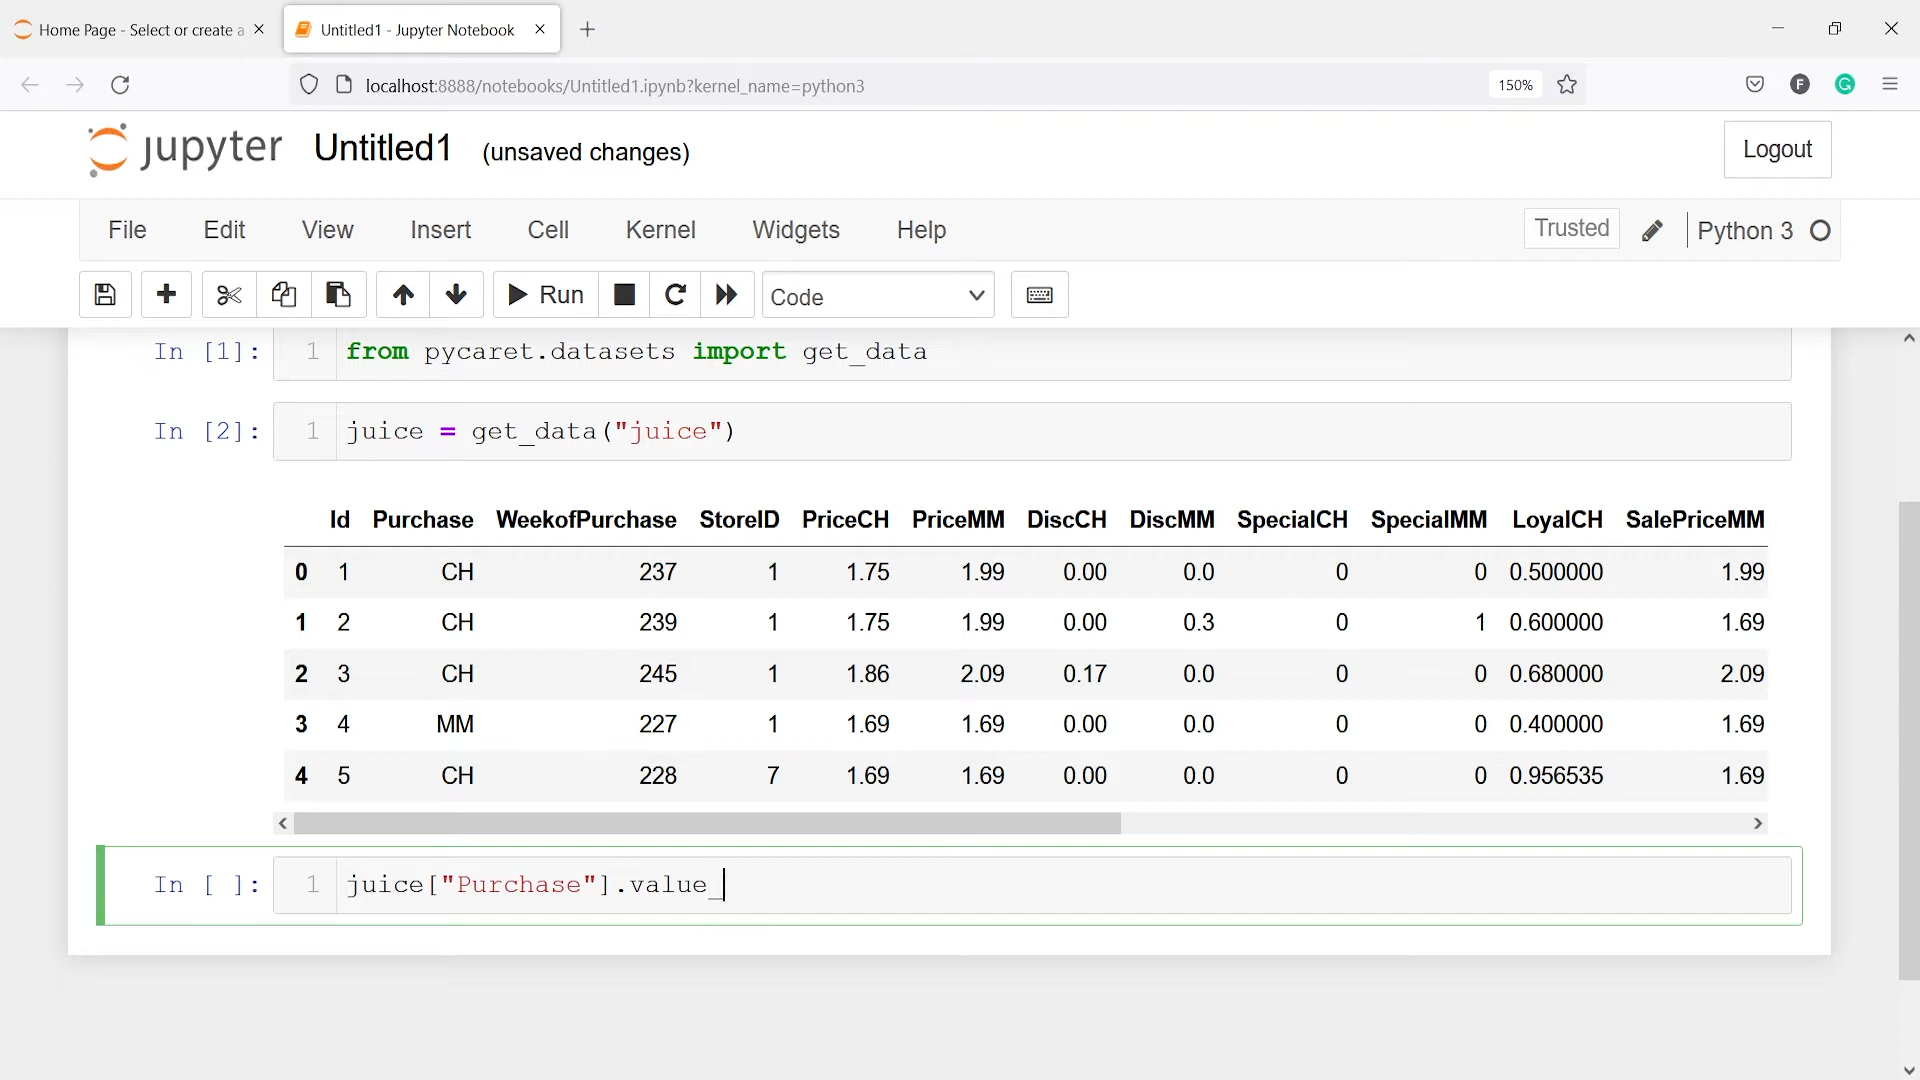 Home Page - Select or create a
Untitled1 - Jupyter Notebook
localhost:8888/notebooks/Untitled1.ipynb?kernel_name=python3
150%
F
G
jupyter Untitled1 (unsaved changes)
Logout
File Edit View Insert Cell Kernel Widgets Help
Trusted
Python 3
Run
Code
In [1]: 1 from pycaret.datasets import get_data
In [2]: 1 juice = get_data("juice")
Id Purchase WeekofPurchase StoreID PriceCH PriceMM DiscCH DiscMM SpecialCH SpecialMM LoyalCH SalePriceMM
0 1 CH 237 1 1.75 1.99 0.00 0.0 0 0 0.500000 1.99
1 2 CH 239 1 1.75 1.99 0.00 0.3 0 1 0.600000 1.69
2 3 CH 245 1 1.86 2.09 0.17 0.0 0 0 0.680000 2.09
3 4 MM 227 1 1.69 1.69 0.00 0.0 0 0 0.400000 1.69
4 5 CH 228 7 1.69 1.69 0.00 0.0 0 0 0.956535 1.69
In [ ]: 1 juice["Purchase"].value_